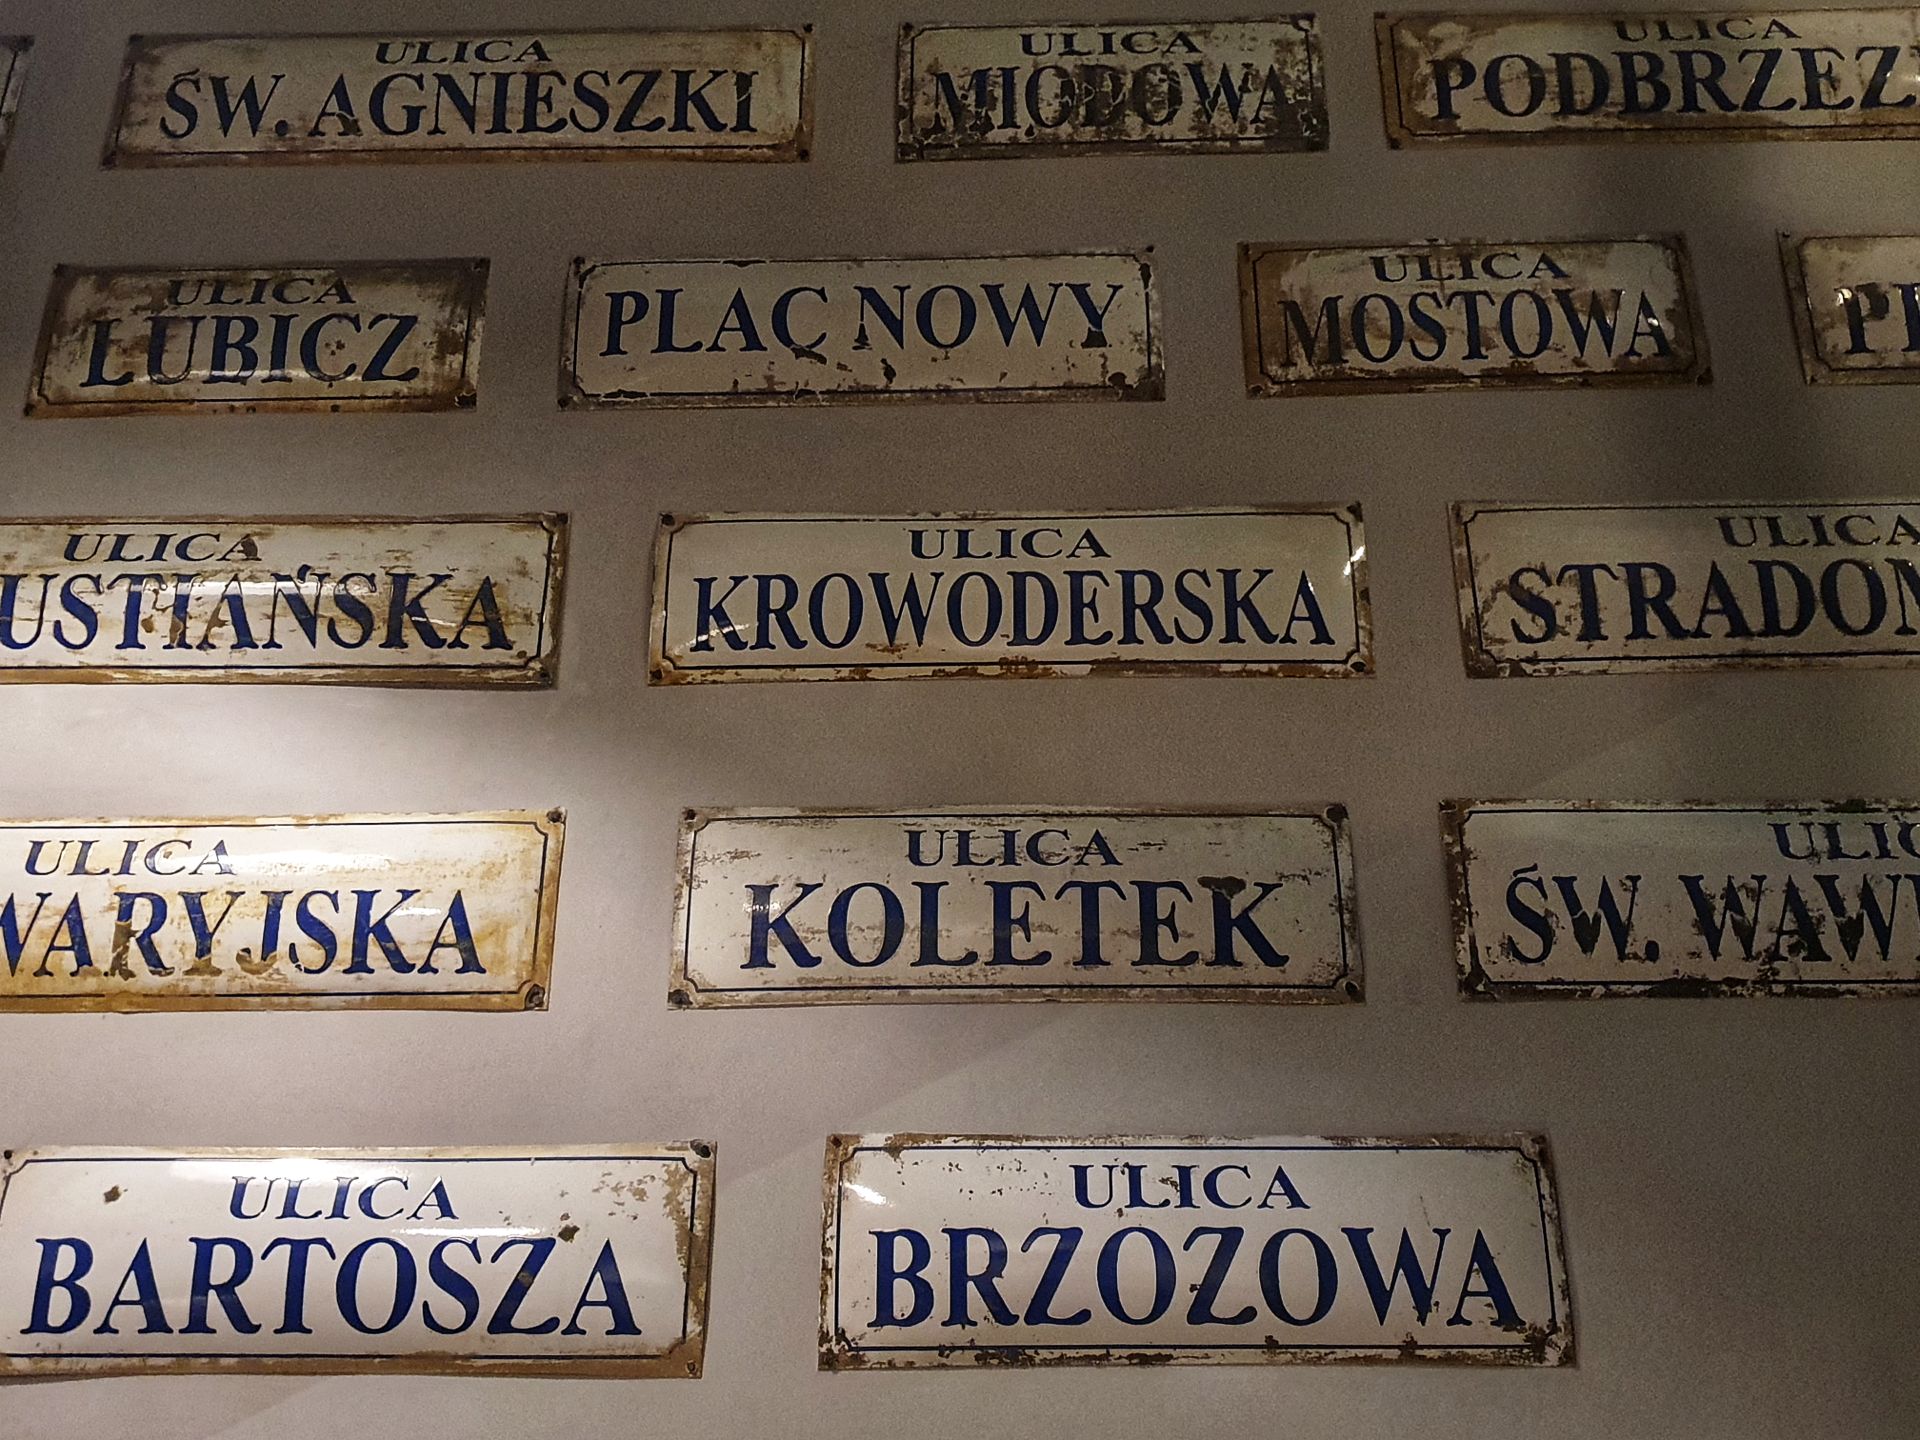 ULICA
ŚW. AGNIESZKI
ULICA
MIODOWA
ULICA
PODBRZEZ
ULICA
LUBICZ
PLAC NOWY
ULICA
MOSTOWA
ULICA
USTIAŃSKA
ULICA
KROWODERSKA
ULICA
STRADOM
ULICA
WARYJSKA
ULICA
KOLETEK
ULIC
ŚW. WAW
ULICA
BARTOSZA
ULICA
BRZOZOWA